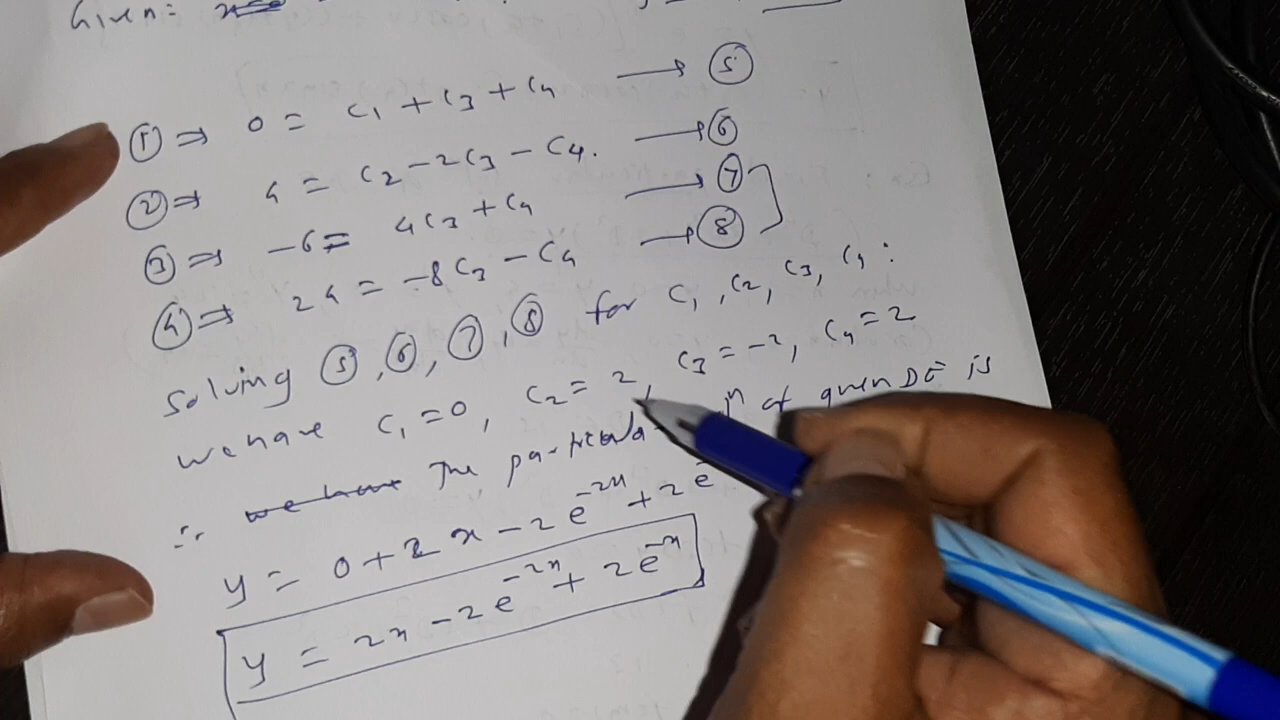 Given:
① ⇒ 0 = C₁ + C₃ + C₄ → ⑤
② ⇒ 4 = C₂ - 2C₃ - C₄. → ⑥
③ ⇒ -6 = 4C₃ + C₄ → ⑦
④ ⇒ 24 = -8C₃ - C₄ → ⑧
Solving ⑤, ⑥, ⑦, ⑧ for C₁, C₂, C₃, C₄:
we have C₁ = 0, C₂ = 2, C₃ = -2, C₄ = 2
∴ we have The particula n of given DE is
y = 0 + 2x - 2e^{-2x} + 2e^{-
y = 2x - 2e^{-2x} + 2e^{-x}